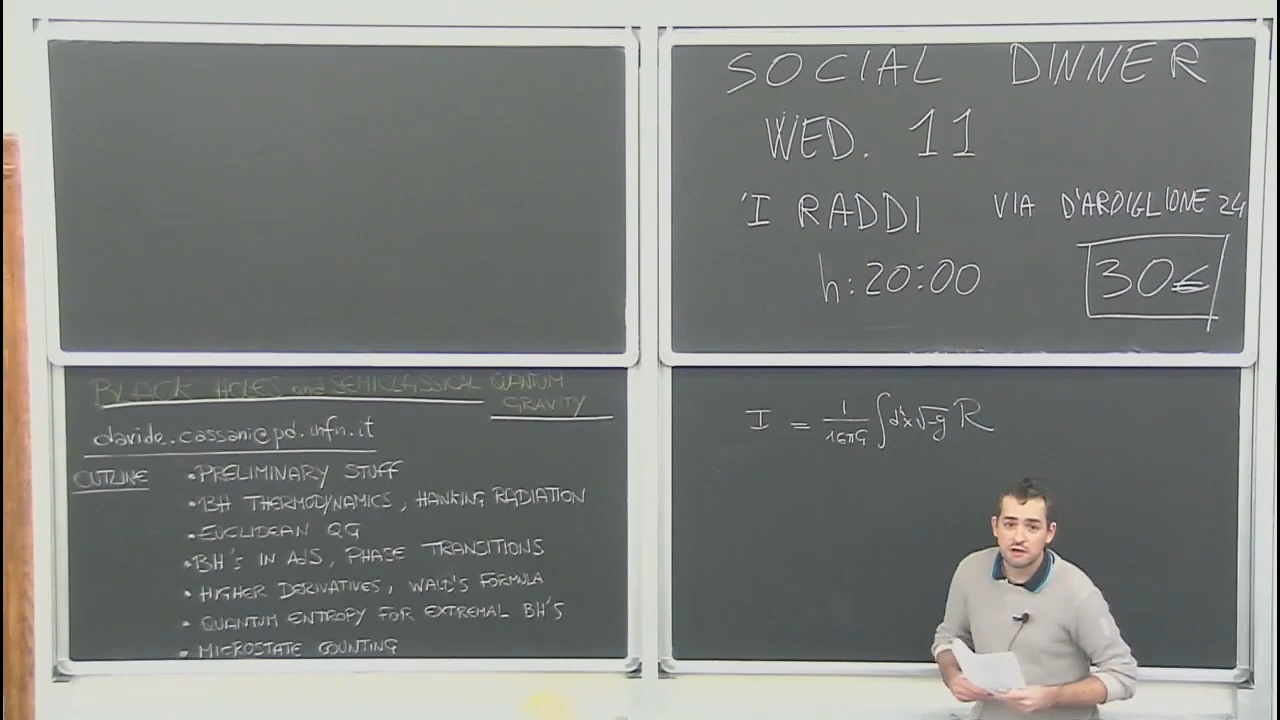 SOCIAL DINNER
WED. 11
'I RADDI VIA D'ARDIGLIONE 24
h: 20:00 30€
BLACK HOLES and SEMICLASSICAL QUANTUM
GRAVITY
davide.cassani@pd.infn.it
OUTLINE • PRELIMINARY STUFF
• BH THERMODYNAMICS, HAWKING RADIATION
• EUCLIDEAN QG
• BH'S IN AdS, PHASE TRANSITIONS
• HIGHER DERIVATIVES, WALD'S FORMULA
• QUANTUM ENTROPY FOR EXTREMAL BH'S
• MICROSTATE COUNTING
I = 1/16πG ∫d⁴x√-g R